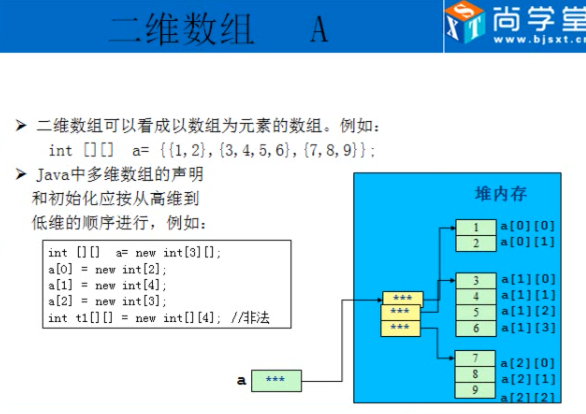 二维数组 A
尚学堂
www.bjsxt.c
➢ 二维数组可以看成以数组为元素的数组。例如：
int [][] a= {{1,2},{3,4,5,6},{7,8,9}};
➢ Java中多维数组的声明
和初始化应按从高维到
低维的顺序进行，例如：
int [][] a= new int[3][];
a[0] = new int[2];
a[1] = new int[4];
a[2] = new int[3];
int t1[][] = new int[][4]; //非法
堆内存
1 a[0][0]
2 a[0][1]
3 a[1][0]
4 a[1][1]
5 a[1][2]
6 a[1][3]
7 a[2][0]
8 a[2][1]
9 a[2][2]
***
***
***
a ***